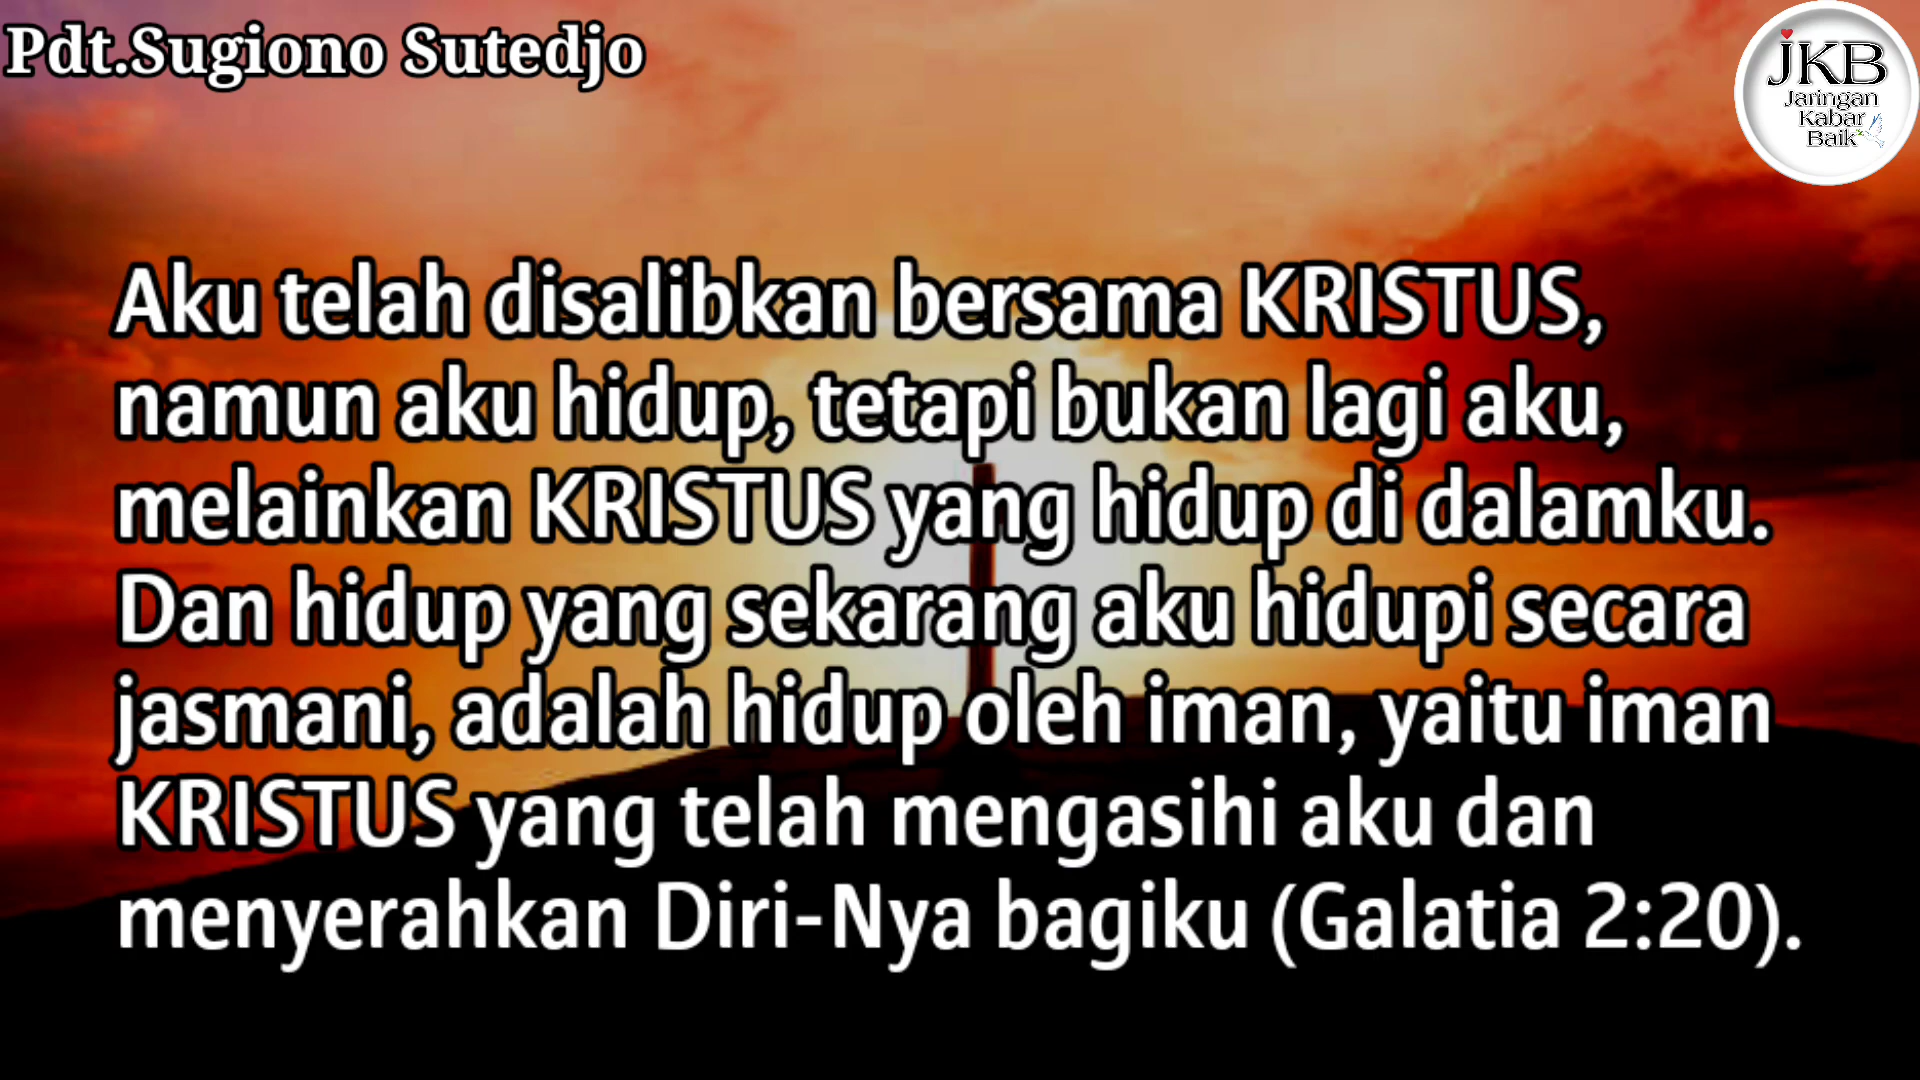 Pdt.Sugiono Sutedjo
JKB
Jaringan
Kabar
Baik
Aku telah disalibkan bersama KRISTUS,
namun aku hidup, tetapi bukan lagi aku,
melainkan KRISTUS yang hidup di dalamku.
Dan hidup yang sekarang aku hidupi secara
jasmani, adalah hidup oleh iman, yaitu iman
KRISTUS yang telah mengasihi aku dan
menyerahkan Diri-Nya bagiku (Galatia 2:20).